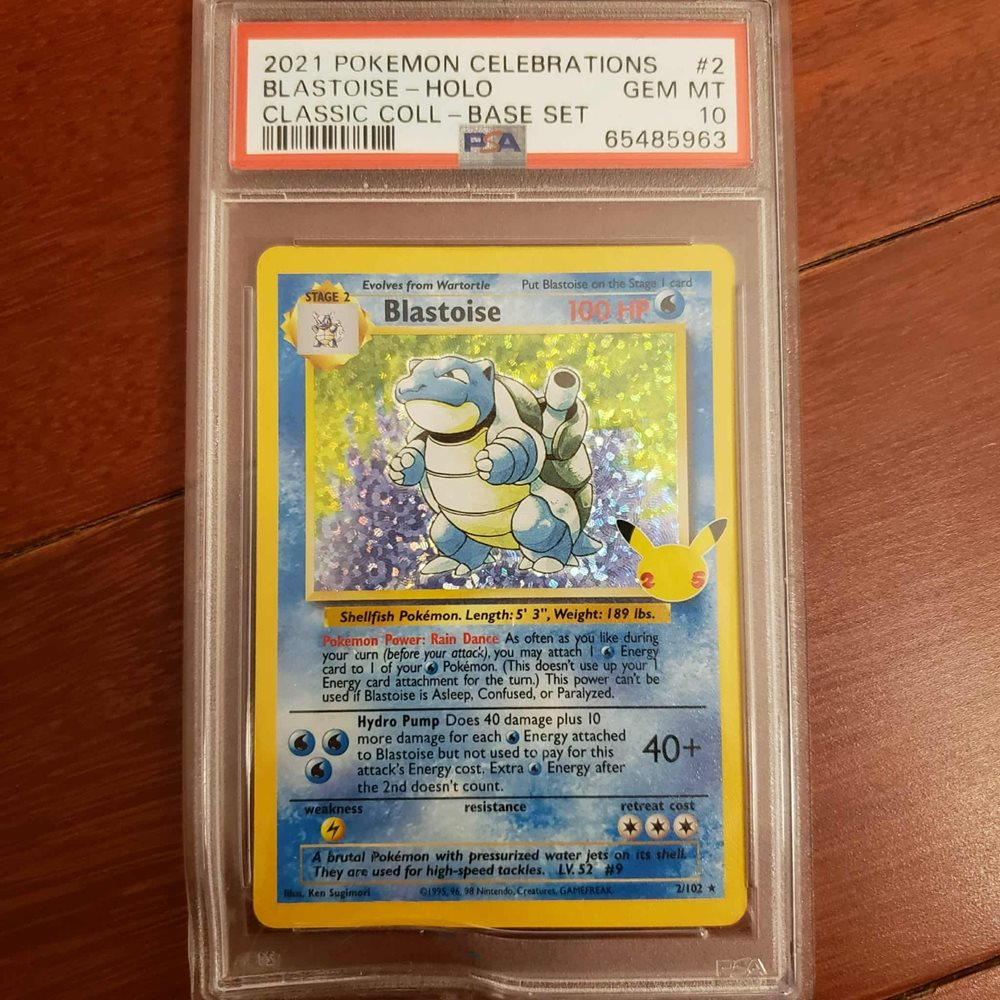 2021 POKEMON CELEBRATIONS #2
BLASTOISE - HOLO GEM MT
CLASSIC COLL - BASE SET 10
PSA 65485963
Evolves from Wartortle Put Blastoise on the Stage 1 card
STAGE 2
Blastoise 100 HP
2 5
Shellfish Pokémon. Length: 5' 3", Weight: 189 lbs.
Pokémon Power: Rain Dance As often as you like during
your turn (before your attack), you may attach 1 Energy
card to 1 of your Pokémon. (This doesn't use up your 1
Energy card attachment for the turn.) This power can't be
used if Blastoise is Asleep, Confused, or Paralyzed.
Hydro Pump Does 40 damage plus 10
more damage for each Energy attached
to Blastoise but not used to pay for this
attack's Energy cost. Extra Energy after
the 2nd doesn't count.
40+
weakness resistance retreat cost
A brutal Pokémon with pressurized water jets on its shell.
They are used for high-speed tackles. LV. 52 #9
Illus. Ken Sugimori ©1995, 96, 98 Nintendo, Creatures, GAMEFREAK. 2/102 ★
PSA